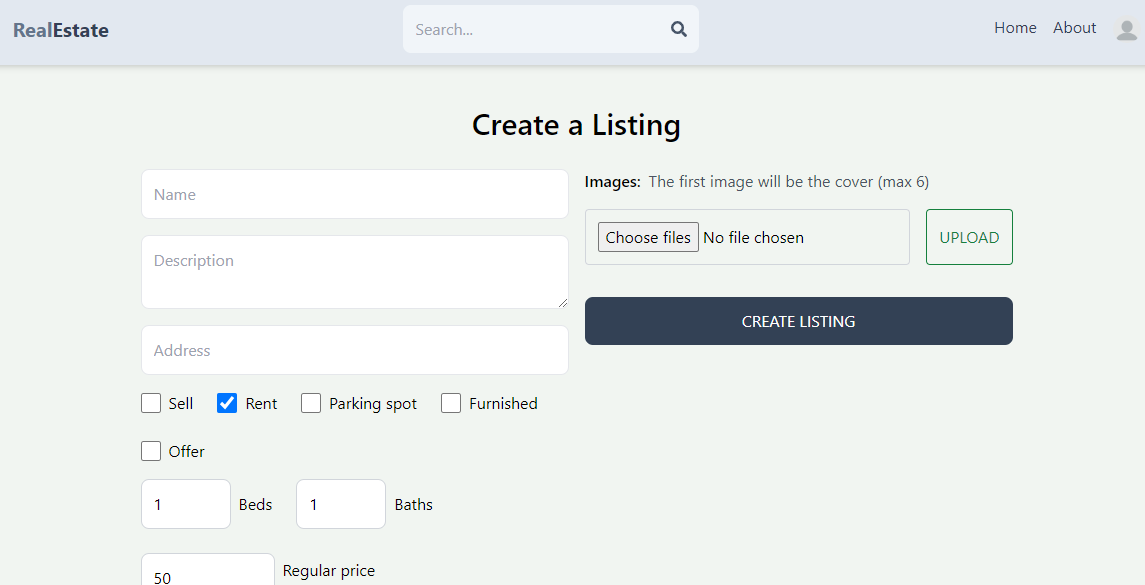 RealEstate
Search...
Home About
Create a Listing
Name
Description
Address
Sell Rent Parking spot Furnished
Offer
1 Beds 1 Baths
50 Regular price
Images: The first image will be the cover (max 6)
Choose files No file chosen
UPLOAD
CREATE LISTING